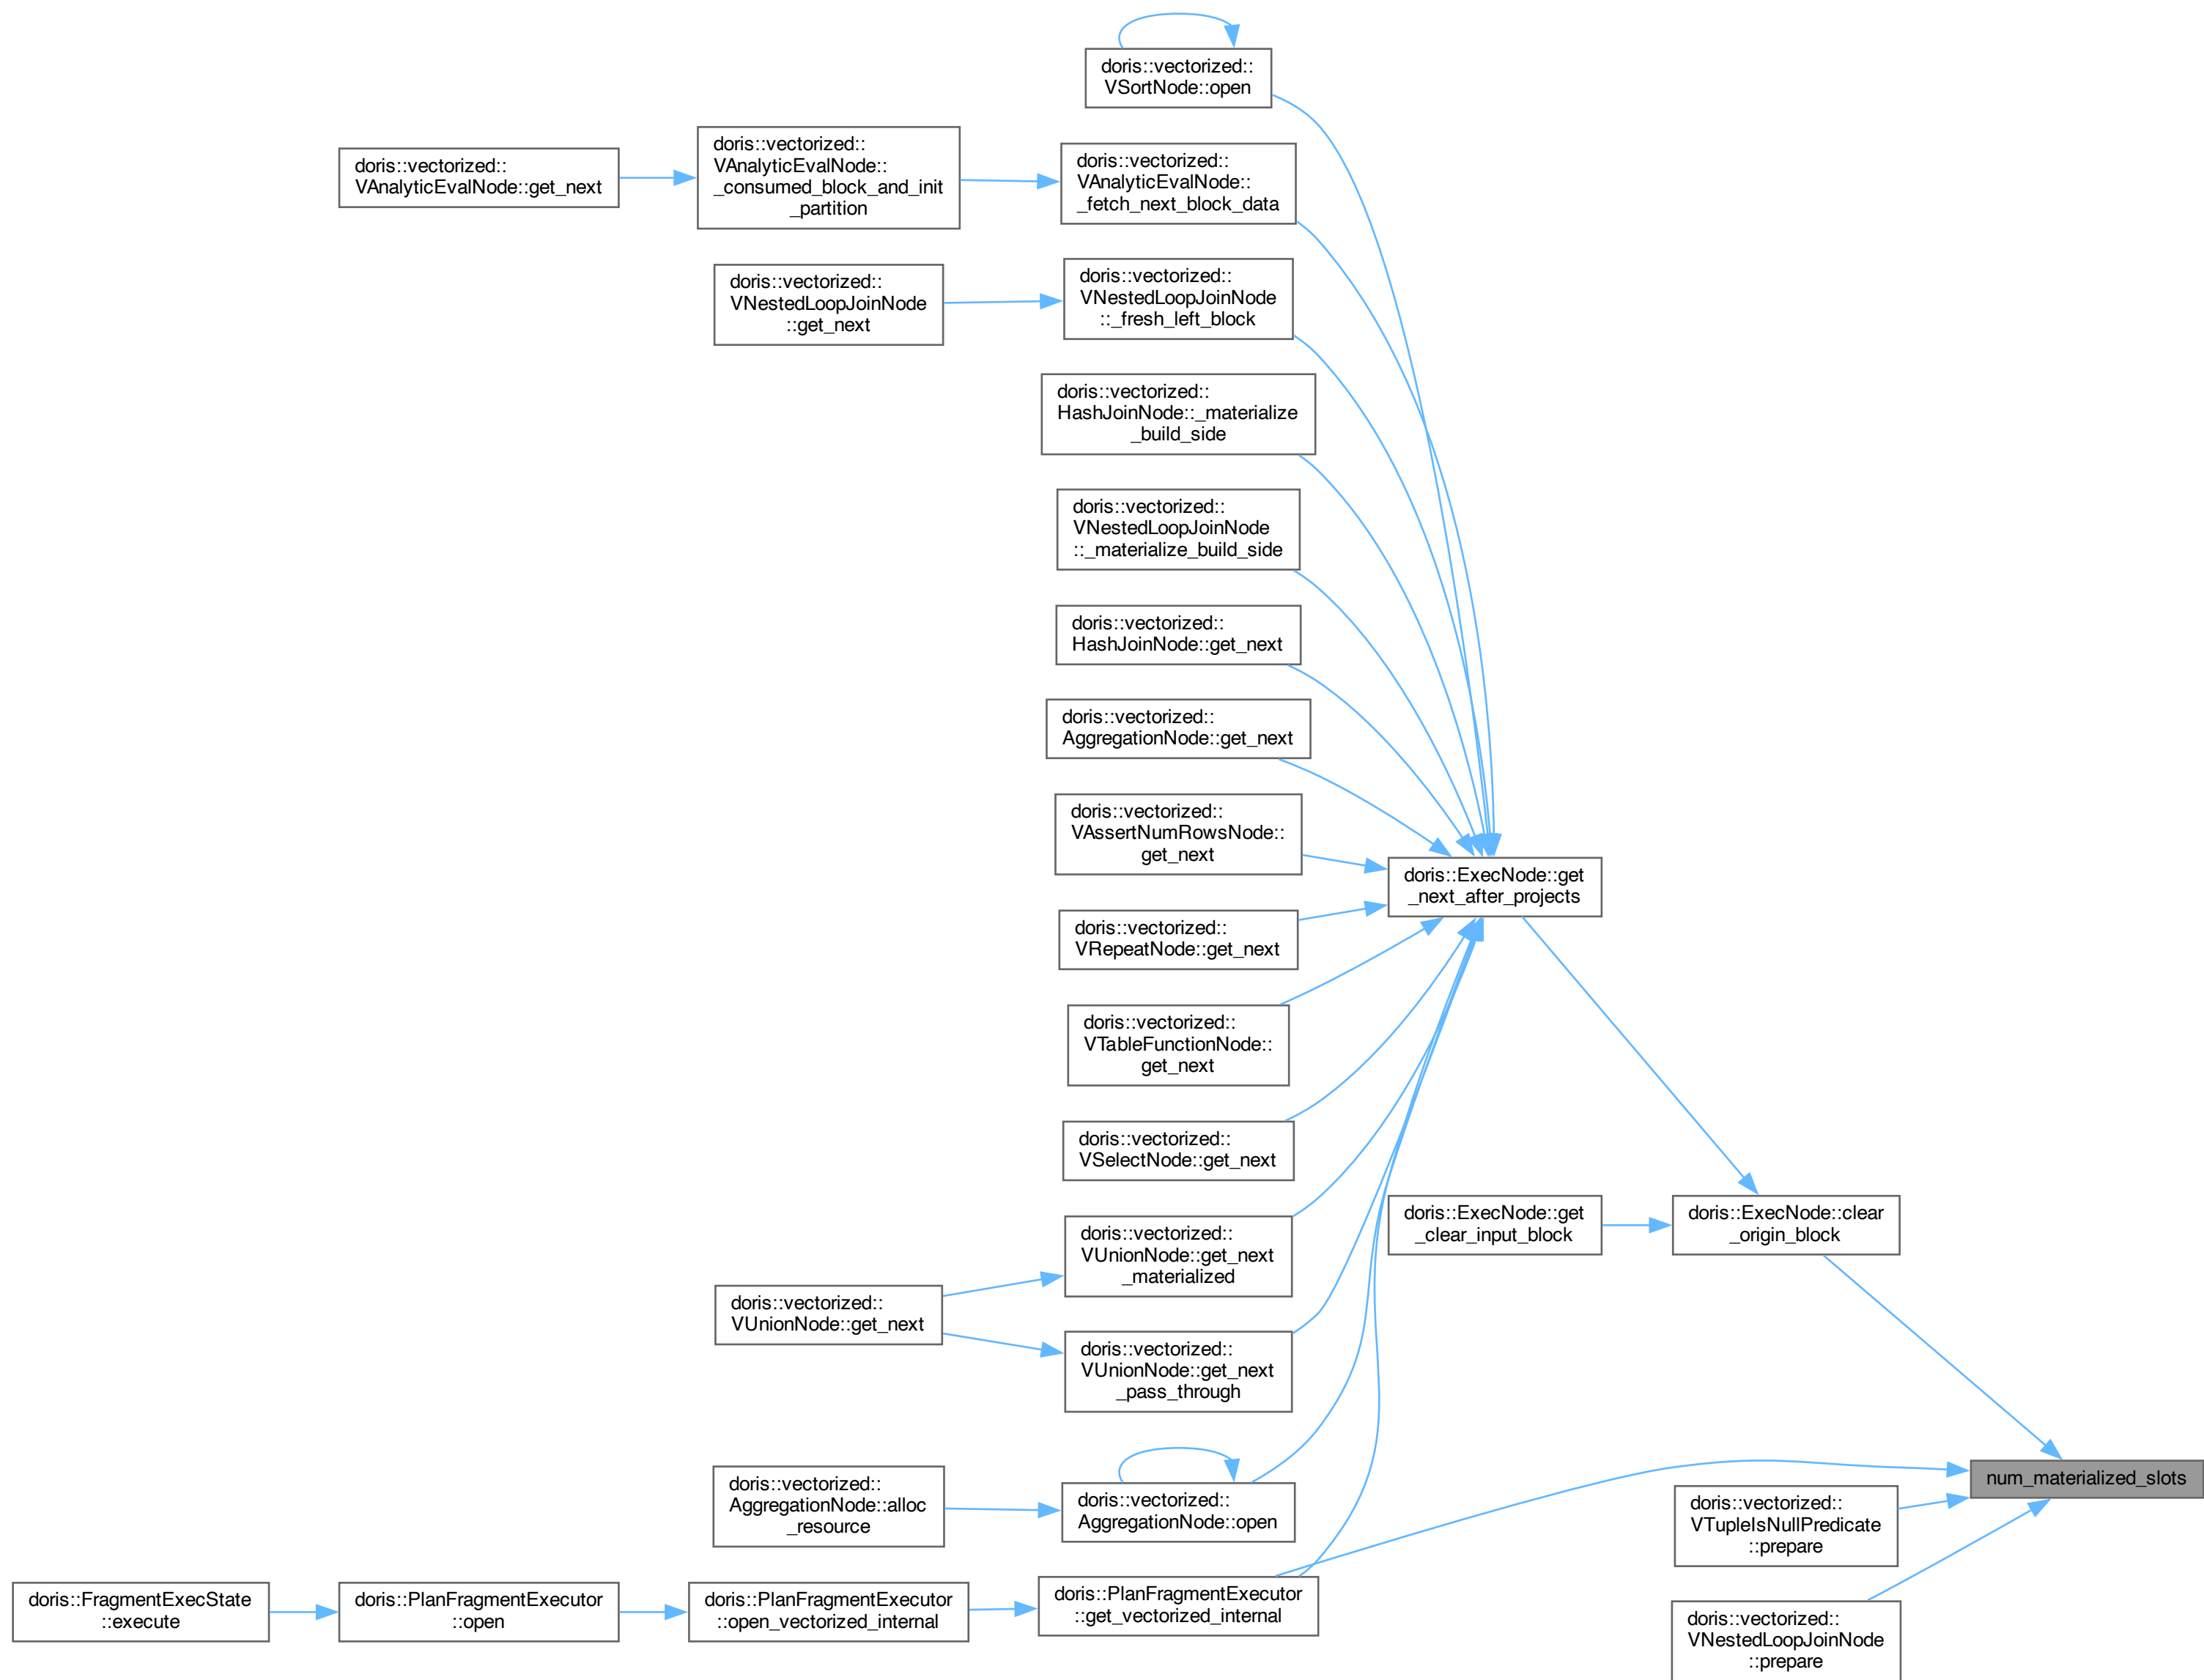 doris::vectorized::
VSortNode::open
doris::vectorized::
VAnalyticEvalNode::get_next
doris::vectorized::
VAnalyticEvalNode::
_consumed_block_and_init
_partition
doris::vectorized::
VAnalyticEvalNode::
_fetch_next_block_data
doris::vectorized::
VNestedLoopJoinNode
::get_next
doris::vectorized::
VNestedLoopJoinNode
::_fresh_left_block
doris::vectorized::
HashJoinNode::_materialize
_build_side
doris::vectorized::
VNestedLoopJoinNode
::_materialize_build_side
doris::vectorized::
HashJoinNode::get_next
doris::vectorized::
AggregationNode::get_next
doris::vectorized::
VAssertNumRowsNode::
get_next
doris::ExecNode::get
_next_after_projects
doris::vectorized::
VRepeatNode::get_next
doris::vectorized::
VTableFunctionNode::
get_next
doris::vectorized::
VSelectNode::get_next
doris::ExecNode::get
_clear_input_block
doris::ExecNode::clear
_origin_block
doris::vectorized::
VUnionNode::get_next
_materialized
doris::vectorized::
VUnionNode::get_next
doris::vectorized::
VUnionNode::get_next
_pass_through
num_materialized_slots
doris::vectorized::
AggregationNode::alloc
_resource
doris::vectorized::
AggregationNode::open
doris::vectorized::
VTupleIsNullPredicate
::prepare
doris::FragmentExecState
::execute
doris::PlanFragmentExecutor
::open
doris::PlanFragmentExecutor
::open_vectorized_internal
doris::PlanFragmentExecutor
::get_vectorized_internal
doris::vectorized::
VNestedLoopJoinNode
::prepare